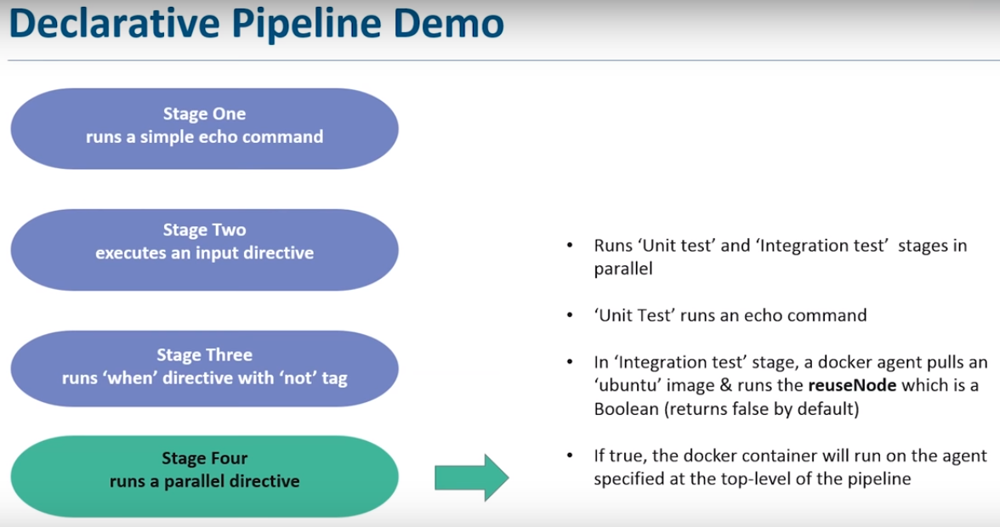 Declarative Pipeline Demo
Stage One
runs a simple echo command
Stage Two
executes an input directive
Stage Three
runs ‘when’ directive with ‘not’ tag
Stage Four
runs a parallel directive
• Runs ‘Unit test’ and ‘Integration test’  stages in
parallel
• ‘Unit Test’ runs an echo command
• In ‘Integration test’ stage, a docker agent pulls an
‘ubuntu’ image & runs the reuseNode which is a
Boolean (returns false by default)
• If true, the docker container will run on the agent
specified at the top-level of the pipeline